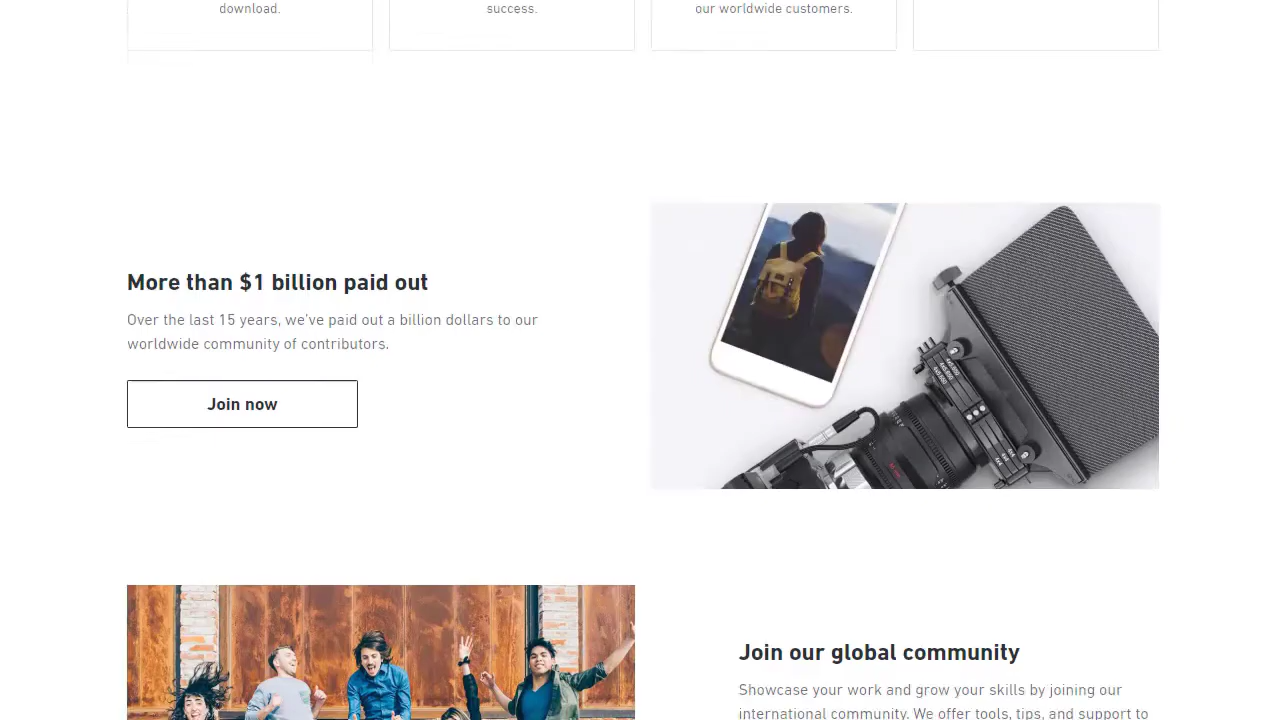 download.
success.
our worldwide customers.
More than $1 billion paid out
Over the last 15 years, we've paid out a billion dollars to our
worldwide community of contributors.
Join now
Join our global community
Showcase your work and grow your skills by joining our
international community. We offer tools, tips, and support to